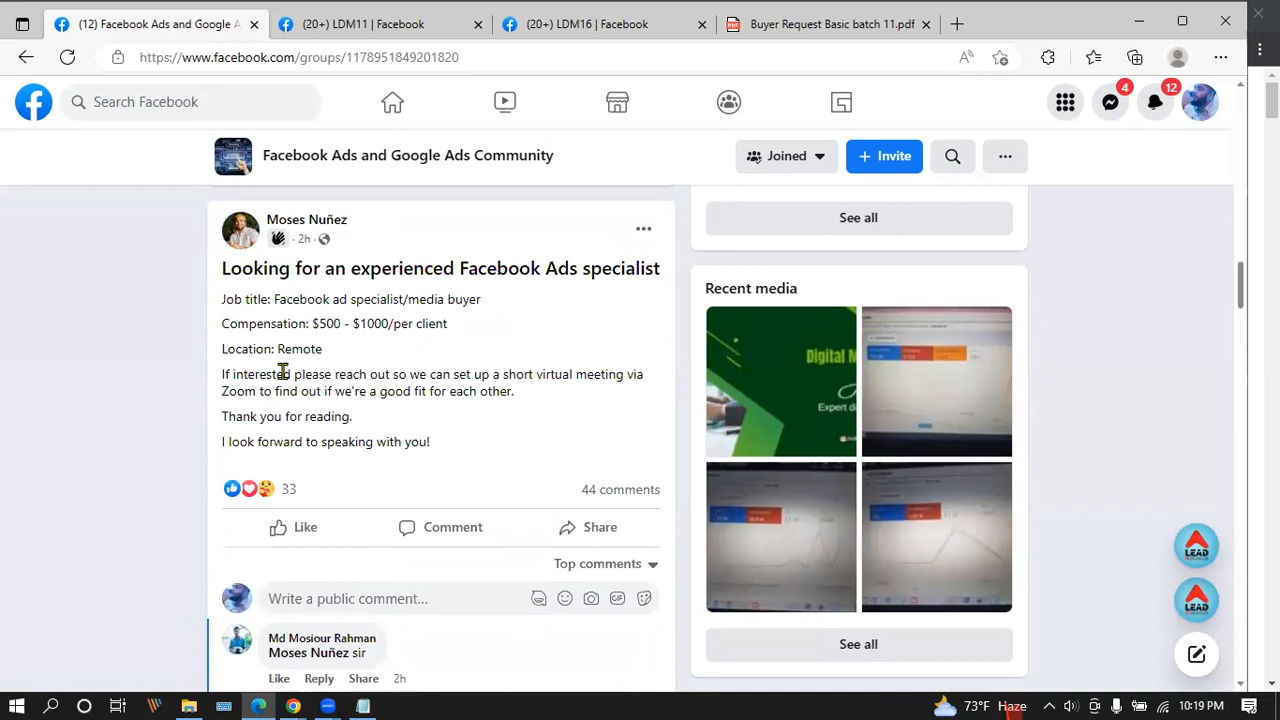 (12) Facebook Ads and Google A
(20+) LDM11 | Facebook
(20+) LDM16 | Facebook
Buyer Request Basic batch 11.pdf
https://www.facebook.com/groups/1178951849201820
Search Facebook
4
12
Facebook Ads and Google Ads Community
Joined
+ Invite
Moses Nuñez
2h
See all
Looking for an experienced Facebook Ads specialist
Job title: Facebook ad specialist/media buyer
Compensation: $500 - $1000/per client
Location: Remote
If interested please reach out so we can set up a short virtual meeting via
Zoom to find out if we're a good fit for each other.
Thank you for reading.
I look forward to speaking with you!
33
44 comments
Like
Comment
Share
Top comments
Write a public comment...
GIF
Md Mosiour Rahman
Moses Nuñez sir
Like Reply Share 2h
Recent media
Digital M
Expert d
See all
LEAD
LEAD
73°F Haze
10:19 PM